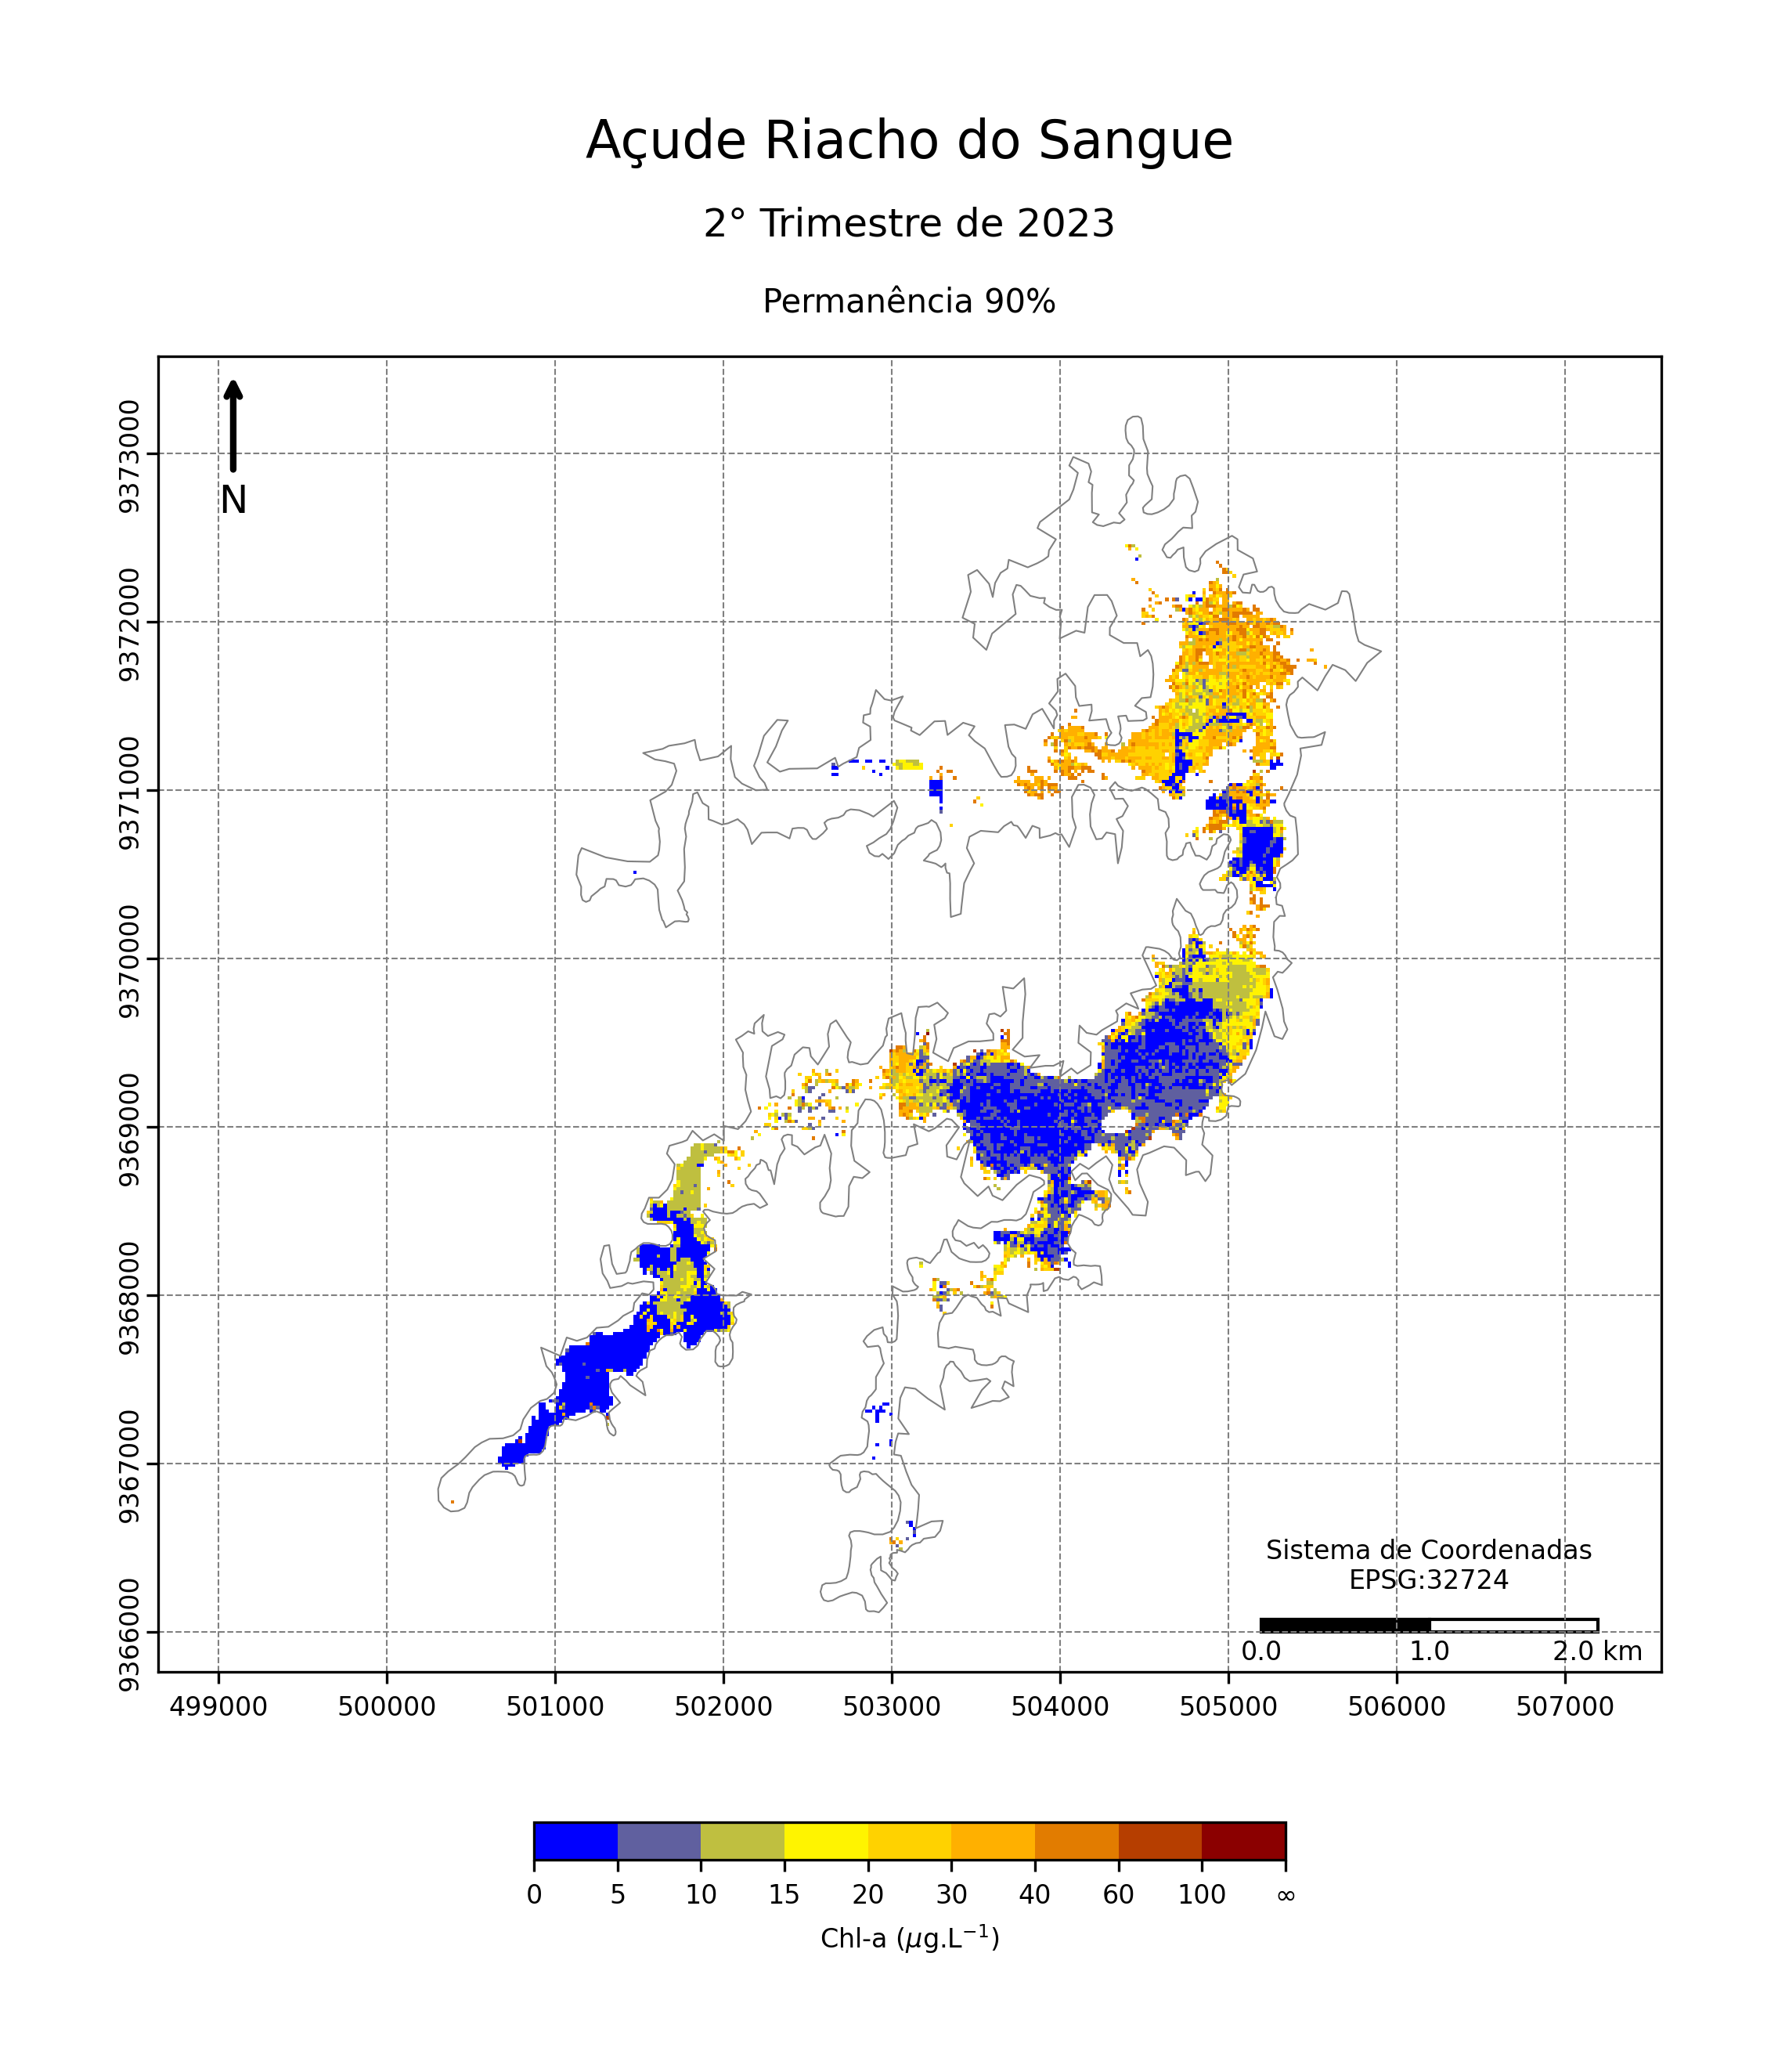 Açude Riacho do Sangue
2° Trimestre de 2023
Permanência 90%
N
9373000
9372000
9371000
9370000
9369000
9368000
9367000
9366000
Sistema de Coordenadas
EPSG:32724
0.0 1.0 2.0 km
499000 500000 501000 502000 503000 504000 505000 506000 507000
0 5 10 15 20 30 40 60 100 ∞
Chl-a (μg.L⁻¹)